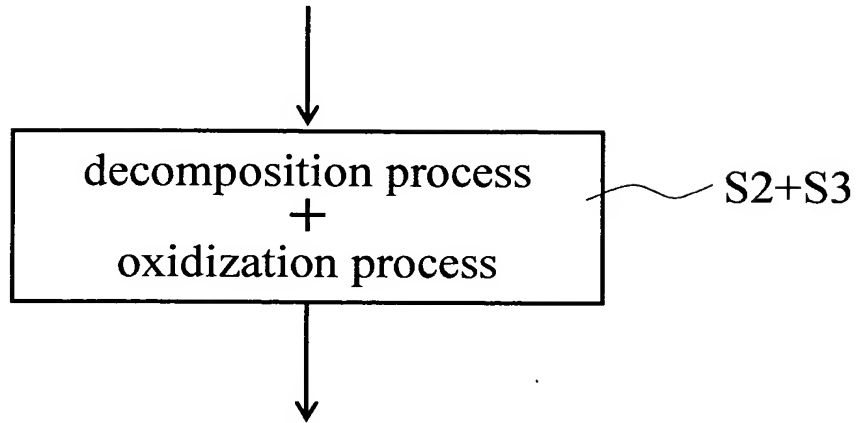 decomposition process
+
oxidization process
S2+S3